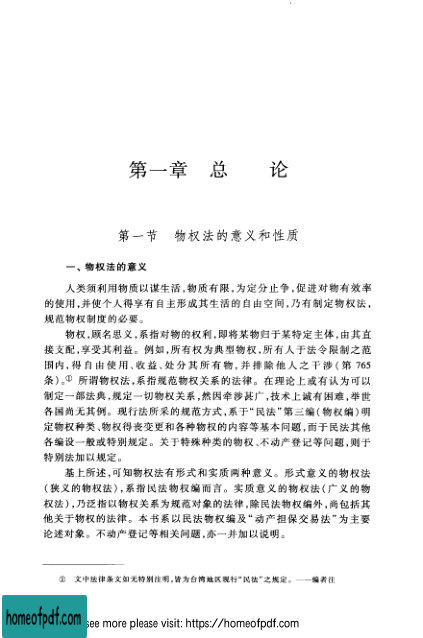 第一章 总 论
第一节 物权法的意义和性质
一、物权法的意义
人类须利用物质以谋生活,物质有限,为定分止争,促进对物有效率
的使用,并使个人得享有自主形成其生活的自由空间,乃有制定物权法,
规范物权制度的必要。
物权,顾名思义,系指对物的权利,即将某物归于某特定主体,由其直
接支配,享受其利益。例如,所有权为典型物权,所有人于法令限制之范
围内,得自由使用、收益、处分其所有物,并排除他人之干涉(第 765
条)。① 所谓物权法,系指规范物权关系的法律。在理论上或有认为可以
制定一部法典,规定一切物权关系,然因牵涉甚广,技术上诚有困难,举世
各国尚无其例。现行法所采的规范方式,系于“民法”第三编(物权编)明
定物权种类、物权得丧变更和各种物权的内容等基本问题,而于民法其他
各编设一般或特别规定。关于特殊种类的物权、不动产登记等问题,则于
特别法加以规定。
基上所述,可知物权法有形式和实质两种意义。形式意义的物权法
(狭义的物权法),系指民法物权编而言。实质意义的物权法(广义的物
权法),乃泛指以物权关系为规范对象的法律,除民法物权编外,尚包括其
他关于物权的法律。本书系以民法物权编及“动产担保交易法”为主要
论述对象。不动产登记等相关问题,亦一并加以说明。
① 文中法律条文如无特别注明,皆为台湾地区现行“民法”之规定。——编者注
homeofpdf.com
see more please visit: https://homeofpdf.com